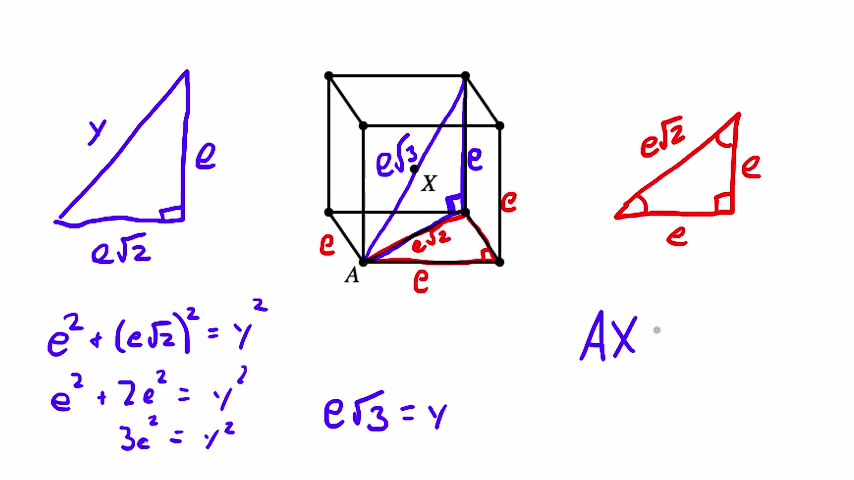 y
e
e√2
e√3
e
X
e
e
e√2
A
e
e√2
e
e
e² + (e√2)² = y²
e² + 2e² = y²
3e² = y²
e√3 = y
AX